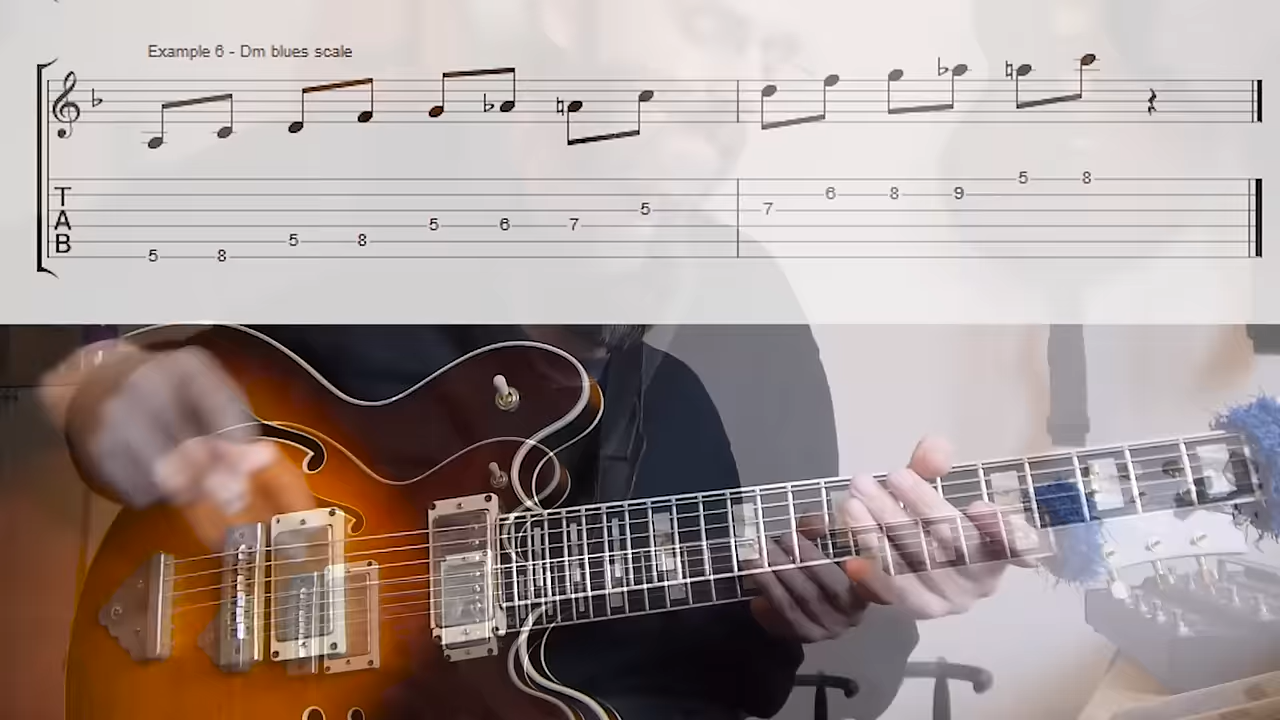 Example 6 - Dm blues scale
5 8
T 6 8 9
5 7
A 5 6 7
B 5 8
5 8